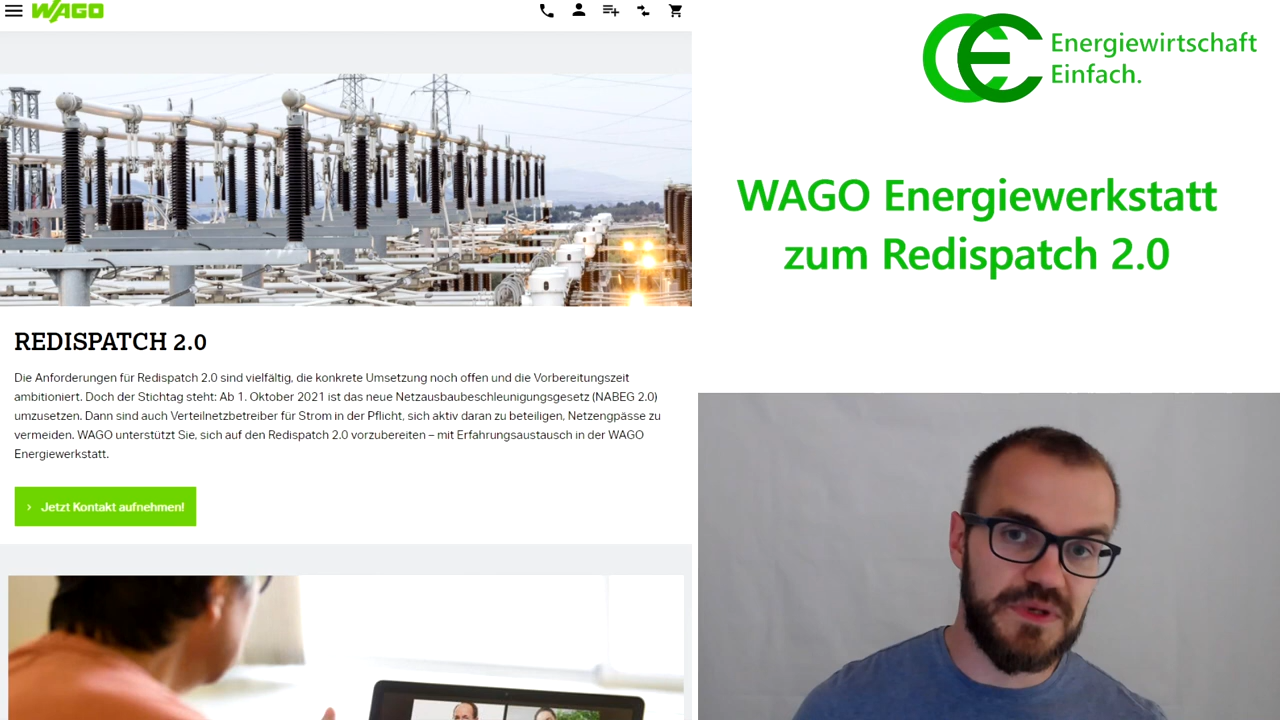 WAGO
REDISPATCH 2.0
Die Anforderungen für Redispatch 2.0 sind vielfältig, die konkrete Umsetzung noch offen und die Vorbereitungszeit
ambitioniert. Doch der Stichtag steht: Ab 1. Oktober 2021 ist das neue Netzausbaubeschleunigungsgesetz (NABEG 2.0)
umzusetzen. Dann sind auch Verteilnetzbetreiber für Strom in der Pflicht, sich aktiv daran zu beteiligen, Netzengpässe zu
vermeiden. WAGO unterstützt Sie, sich auf den Redispatch 2.0 vorzubereiten – mit Erfahrungsaustausch in der WAGO
Energiewerkstatt.
Jetzt Kontakt aufnehmen!
Energiewirtschaft
Einfach.
WAGO Energiewerkstatt
zum Redispatch 2.0